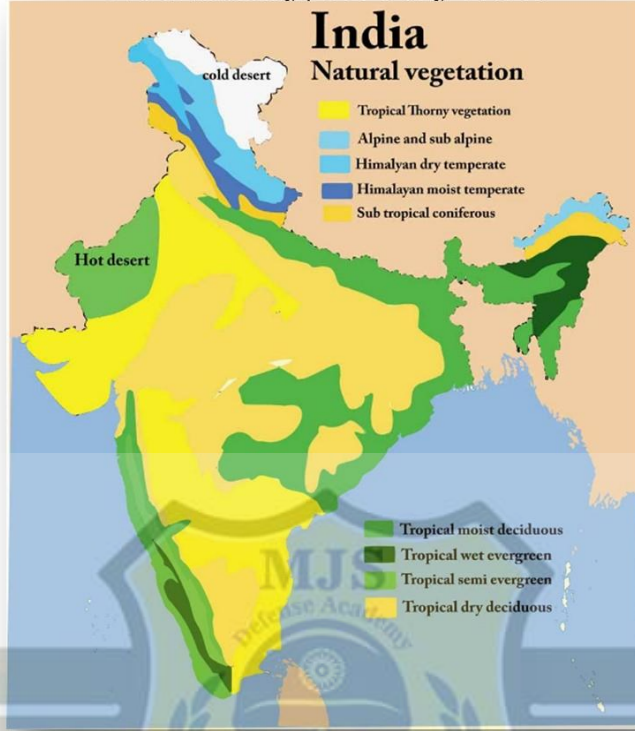 India
Natural vegetation
cold desert
Tropical Thorny vegetation
Alpine and sub alpine
Himalyan dry temperate
Himalayan moist temperate
Sub tropical coniferous
Hot desert
Tropical moist deciduous
Tropical wet evergreen
Tropical semi evergreen
Tropical dry deciduous
MJS
Defense Academy